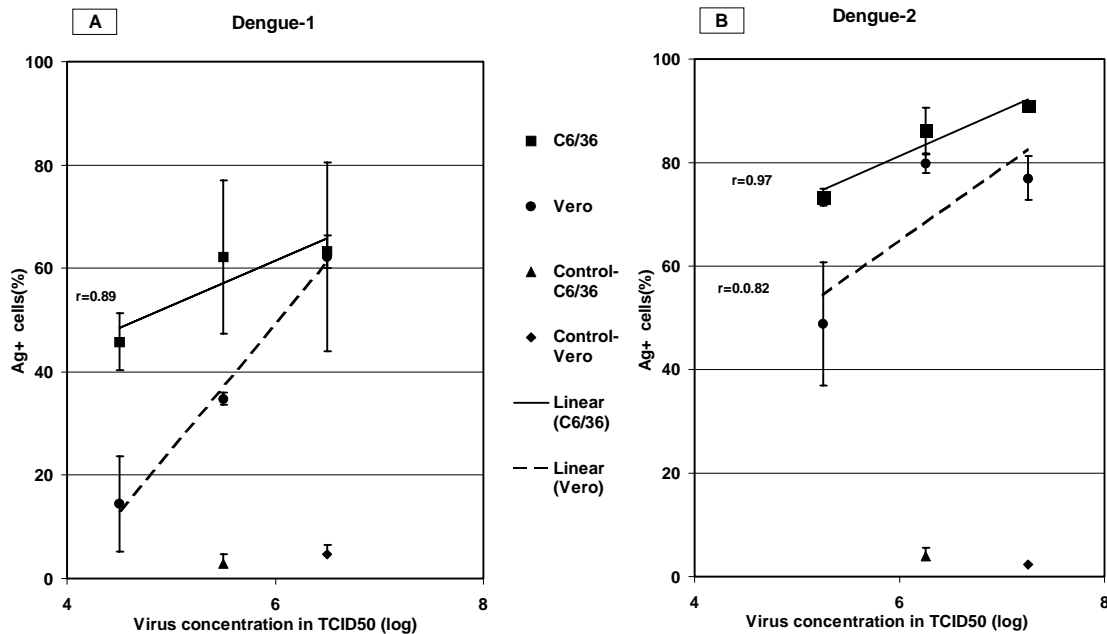 A
Dengue-1
Ag+ cells(%)
100
80
60
40
20
0
r=0.89
4
6
8
Virus concentration in TCID50 (log)
C6/36
Vero
Control-
C6/36
Control-
Vero
Linear
(C6/36)
Linear
(Vero)
B
Dengue-2
Ag+ cells(%)
100
80
60
40
20
0
r=0.97
r=0.0.82
4
6
8
Virus concentration in TCID50 (log)